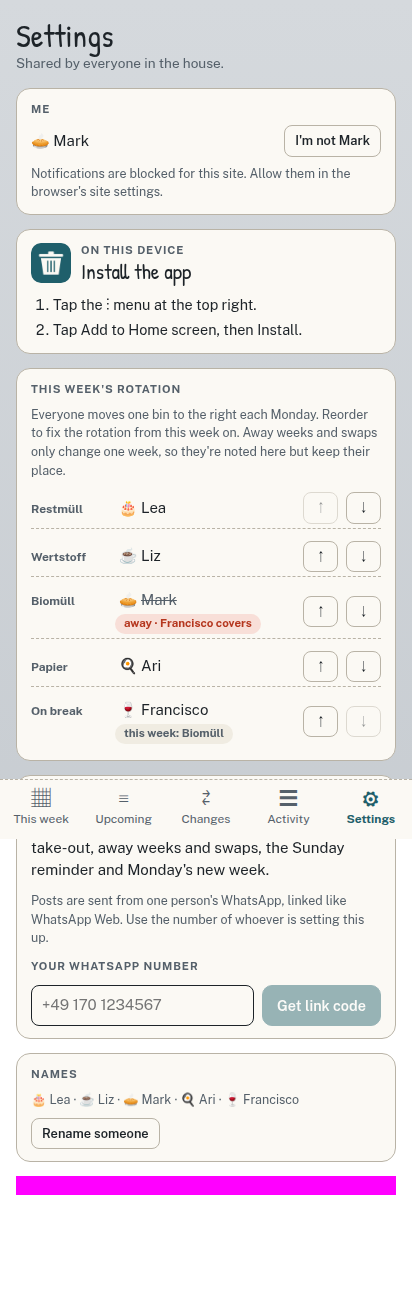 Settings
Shared by everyone in the house.
ME
🥧 Mark
I'm not Mark
Notifications are blocked for this site. Allow them in the
browser's site settings.
ON THIS DEVICE
Install the app
1. Tap the ⋮ menu at the top right.
2. Tap Add to Home screen, then Install.
THIS WEEK'S ROTATION
Everyone moves one bin to the right each Monday. Reorder
to fix the rotation from this week on. Away weeks and swaps
only change one week, so they're noted here but keep their
place.
Restmüll 🎂 Lea ↑ ↓
Wertstoff ☕ Liz ↑ ↓
Biomüll 🥧 Mark ↑ ↓
away · Francisco covers
Papier 🍳 Ari ↑ ↓
On break 🍷 Francisco ↑ ↓
this week: Biomüll
This week Upcoming Changes Activity Settings
take-out, away weeks and swaps, the Sunday
reminder and Monday's new week.
Posts are sent from one person's WhatsApp, linked like
WhatsApp Web. Use the number of whoever is setting this
up.
YOUR WHATSAPP NUMBER
+49 170 1234567
Get link code
NAMES
🎂 Lea · ☕ Liz · 🥧 Mark · 🍳 Ari · 🍷 Francisco
Rename someone